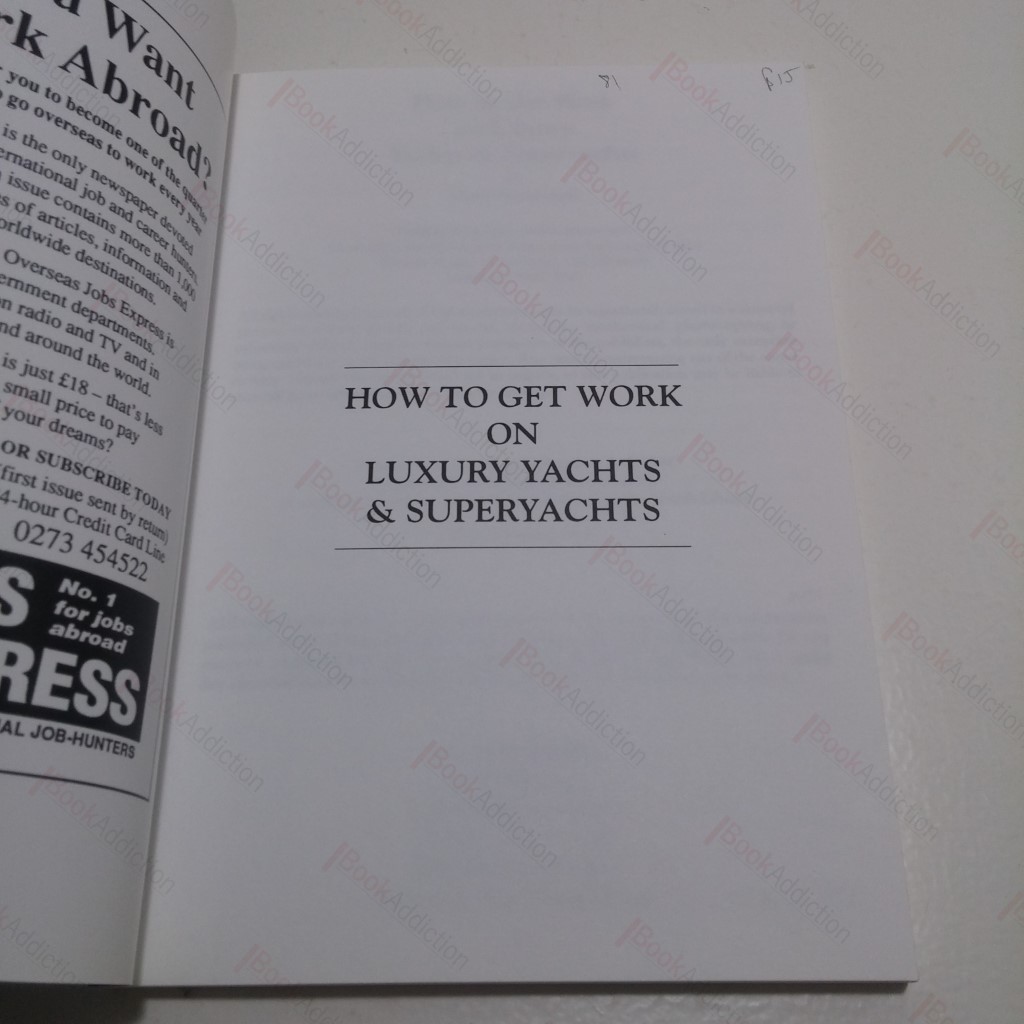 a Want
rk Abroad?
you to become one of the quarter
go overseas to work every year
is the only newspaper devoted
ernational job and career hunters.
issue contains more than 1,000
s of articles, information and
orldwide destinations.
Overseas Jobs Express is
ernment departments,
n radio and TV and in
nd around the world.
is just £18 – that's less
small price to pay
your dreams?
OR SUBSCRIBE TODAY
(first issue sent by return)
4-hour Credit Card Line
0273 454522
S
No. 1
for jobs
abroad
RESS
AL JOB-HUNTERS
81
£15
HOW TO GET WORK
ON
LUXURY YACHTS
& SUPERYACHTS
BookAddiction